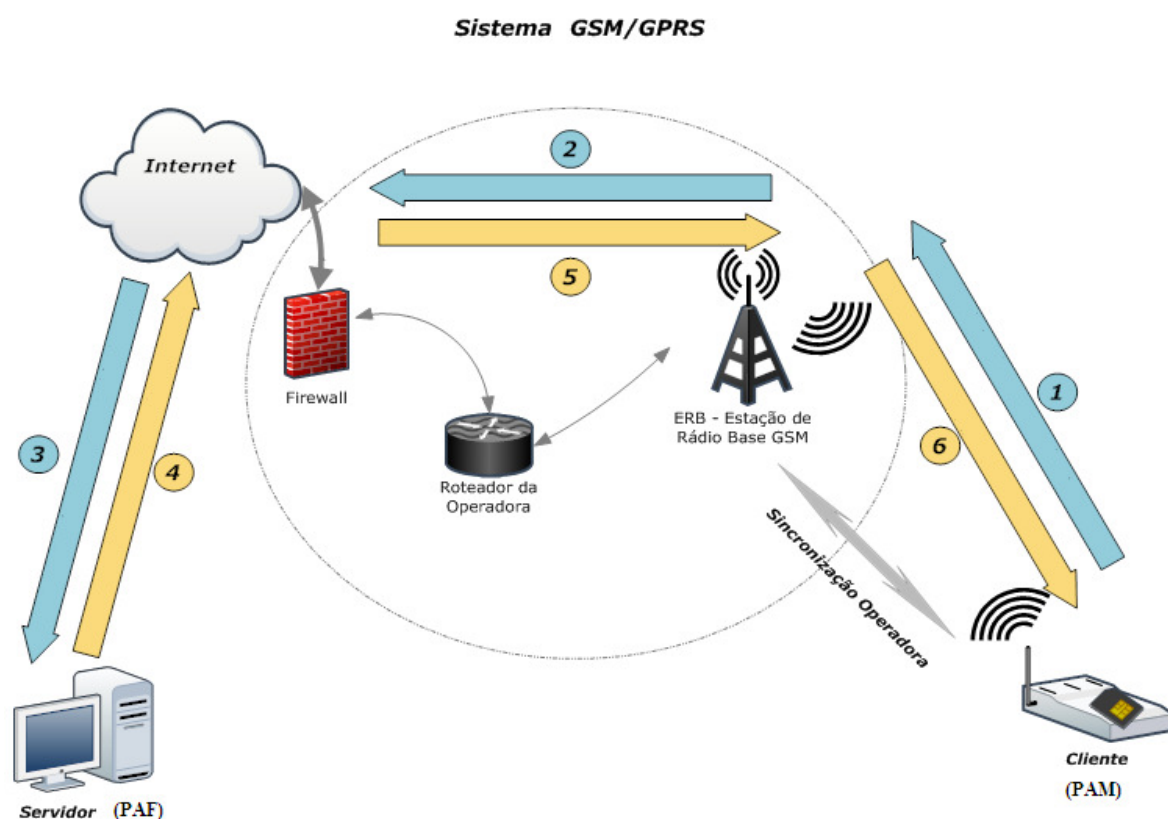 Sistema GSM/GPRS
Internet
2
5
Firewall
ERB - Estação de
Rádio Base GSM
1
3
4
6
Roteador da
Operadora
Sincronização Operadora
Cliente
(PAM)
Servidor (PAF)